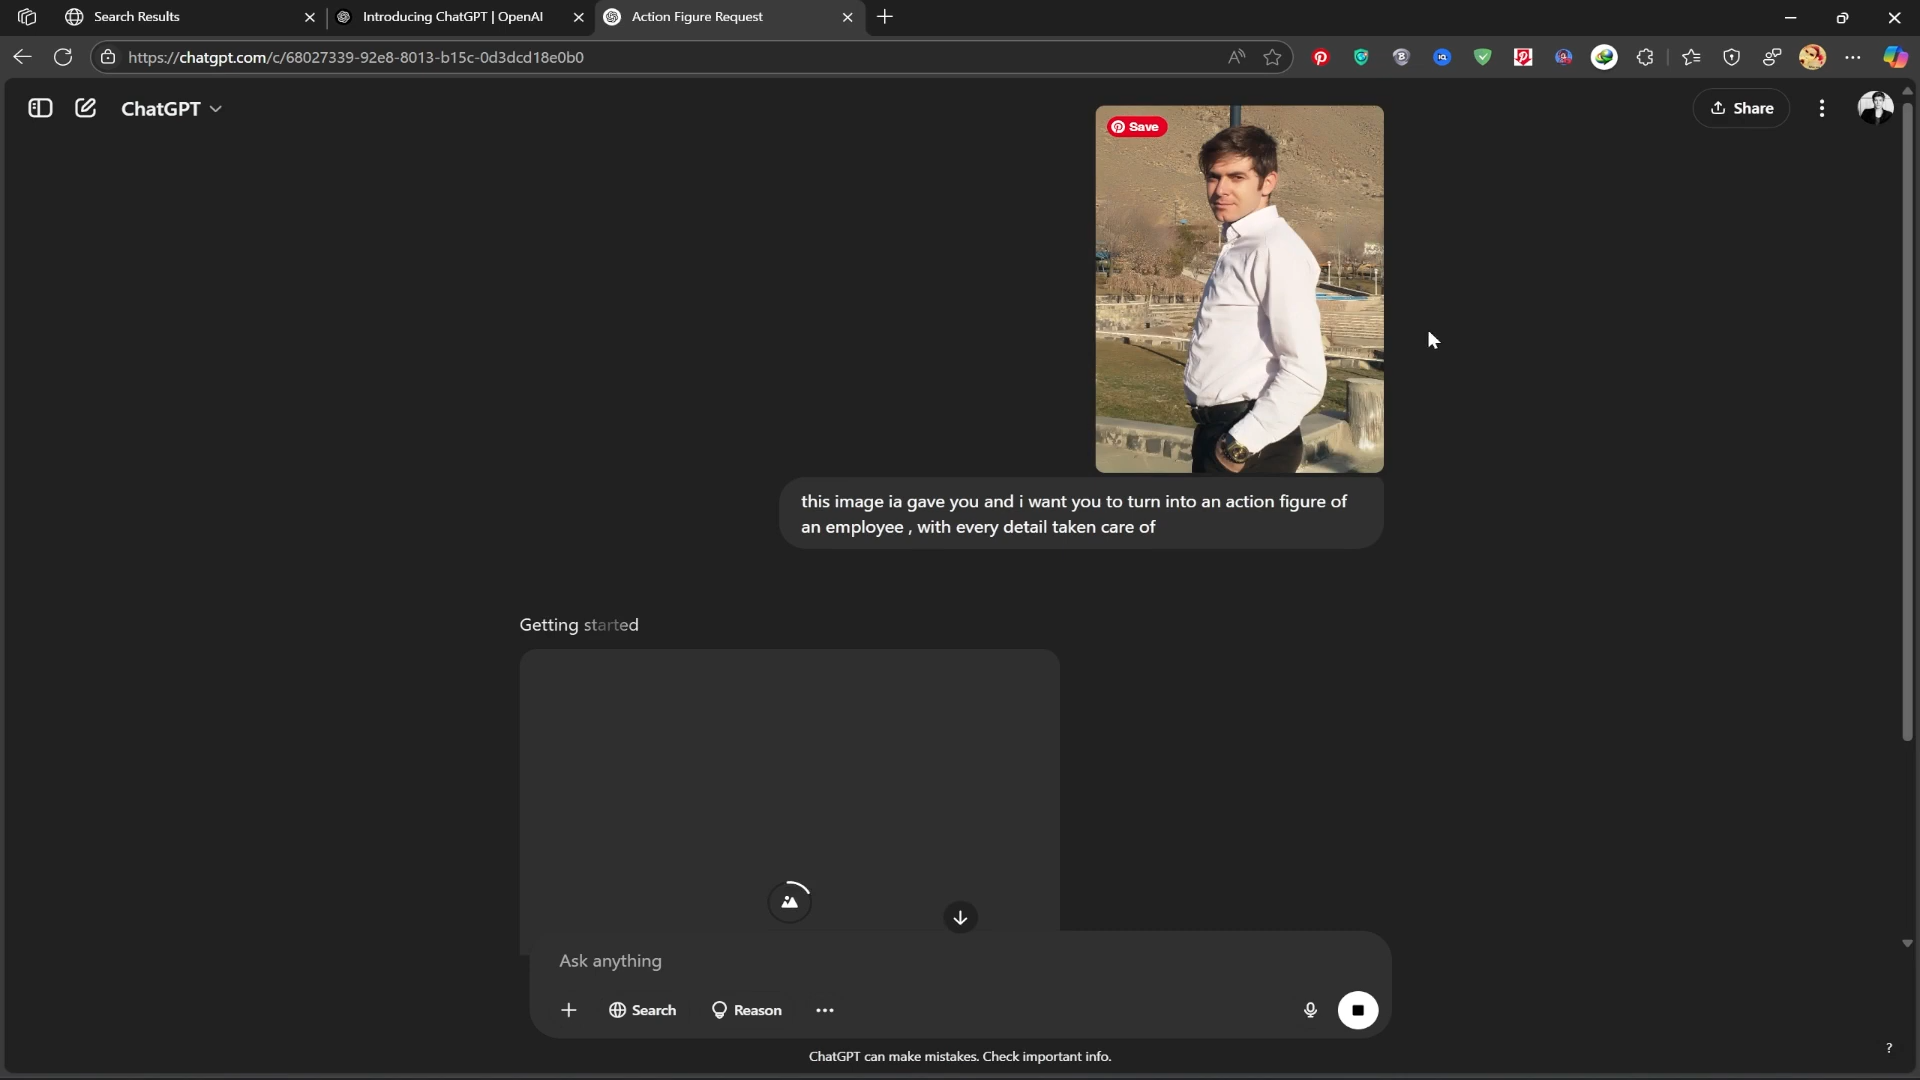 Search Results
Introducing ChatGPT | OpenAI
Action Figure Request
https://chatgpt.com/c/68027339-92e8-8013-b15c-0d3dcd18e0b0
ChatGPT
Share
Save
this image ia gave you and i want you to turn into an action figure of
an employee , with every detail taken care of
Getting started
Ask anything
Search
Reason
ChatGPT can make mistakes. Check important info.
?